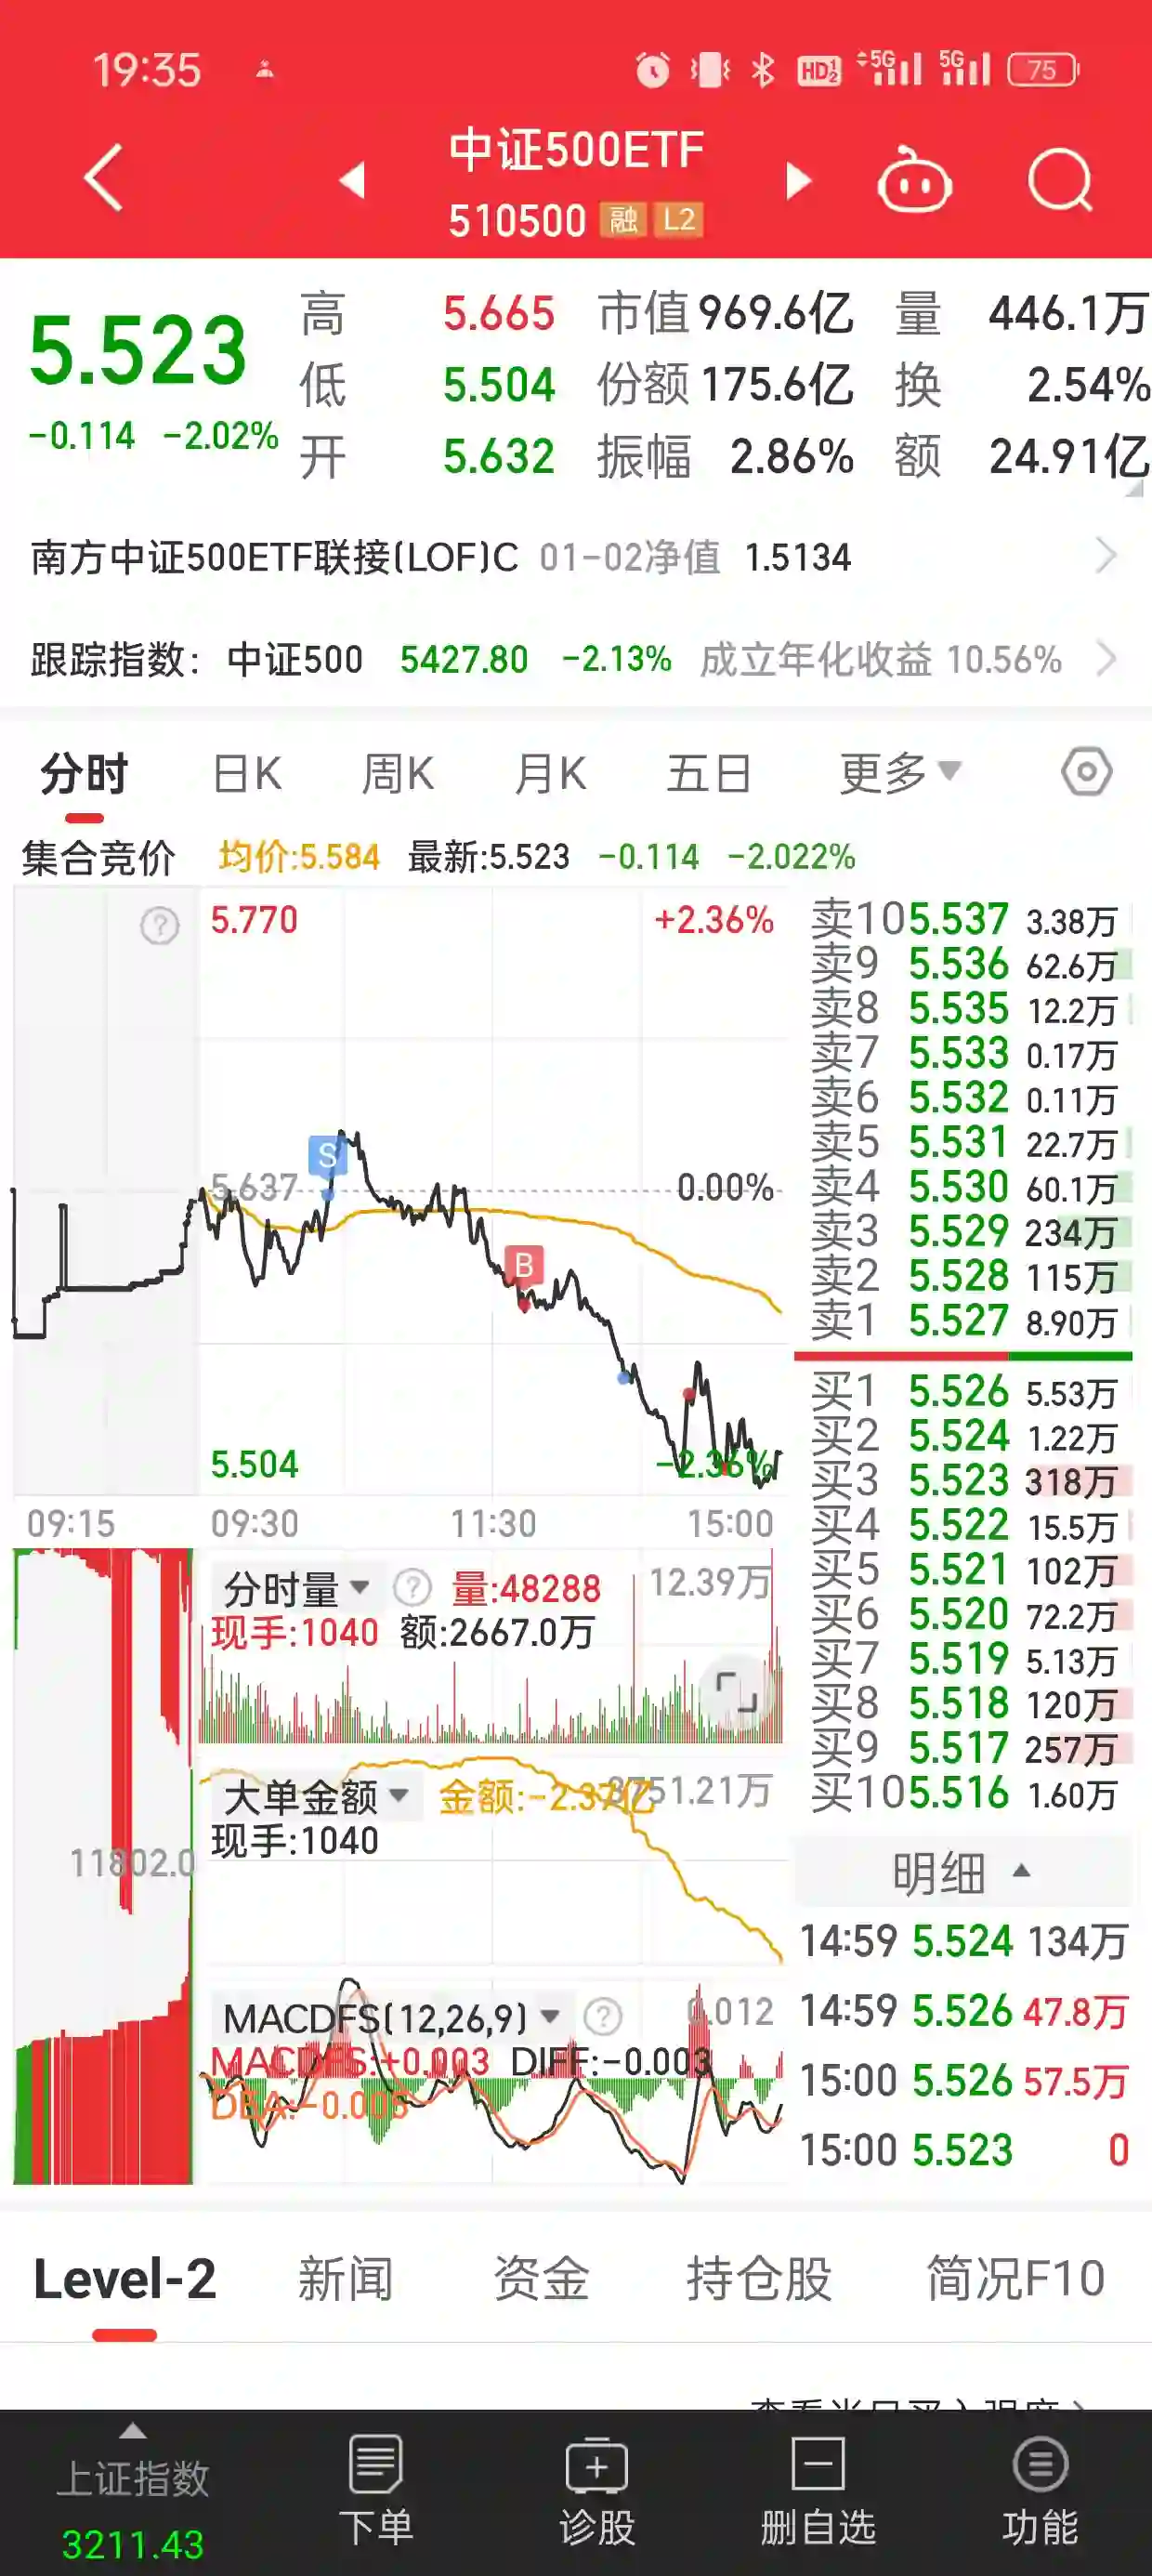 19:35 HD 5G 5G 75
中证500ETF
510500 融 L2
5.523
-0.114 -2.02%
高 5.665 市值 969.6亿 量 446.1万
低 5.504 份额 175.6亿 换 2.54%
开 5.632 振幅 2.86% 额 24.91亿
南方中证500ETF联接(LOF)C 01-02净值 1.5134
跟踪指数: 中证500 5427.80 -2.13% 成立年化收益 10.56%
分时 日K 周K 月K 五日 更多
集合竞价 均价:5.584 最新:5.523 -0.114 -2.022%
5.770 +2.36%
S
5.637 0.00%
B
5.504 -2.36%
09:15 09:30 11:30 15:00
分时量 量:48288 12.39万
现手:1040 额:2667.0万
大单金额 金额:-2.37亿 3751.21万
现手:1040
11802.0
MACDFS(12,26,9) 0.012
MACDFS:+0.003 DIFF:-0.003
DEA:-0.005
卖10 5.537 3.38万
卖9 5.536 62.6万
卖8 5.535 12.2万
卖7 5.533 0.17万
卖6 5.532 0.11万
卖5 5.531 22.7万
卖4 5.530 60.1万
卖3 5.529 234万
卖2 5.528 115万
卖1 5.527 8.90万
买1 5.526 5.53万
买2 5.524 1.22万
买3 5.523 318万
买4 5.522 15.5万
买5 5.521 102万
买6 5.520 72.2万
买7 5.519 5.13万
买8 5.518 120万
买9 5.517 257万
买10 5.516 1.60万
明细
14:59 5.524 134万
14:59 5.526 47.8万
15:00 5.526 57.5万
15:00 5.523 0
Level-2 新闻 资金 持仓股 简况F10
上证指数 下单 诊股 删自选 功能
3211.43